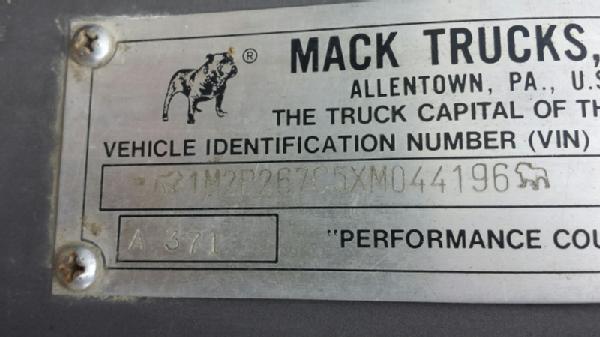 ® MACK TRUCKS,
ALLENTOWN, PA., U.S
THE TRUCK CAPITAL OF TH
VEHICLE IDENTIFICATION NUMBER (VIN)
1M2P267C5XM044196
A 371
"PERFORMANCE COU